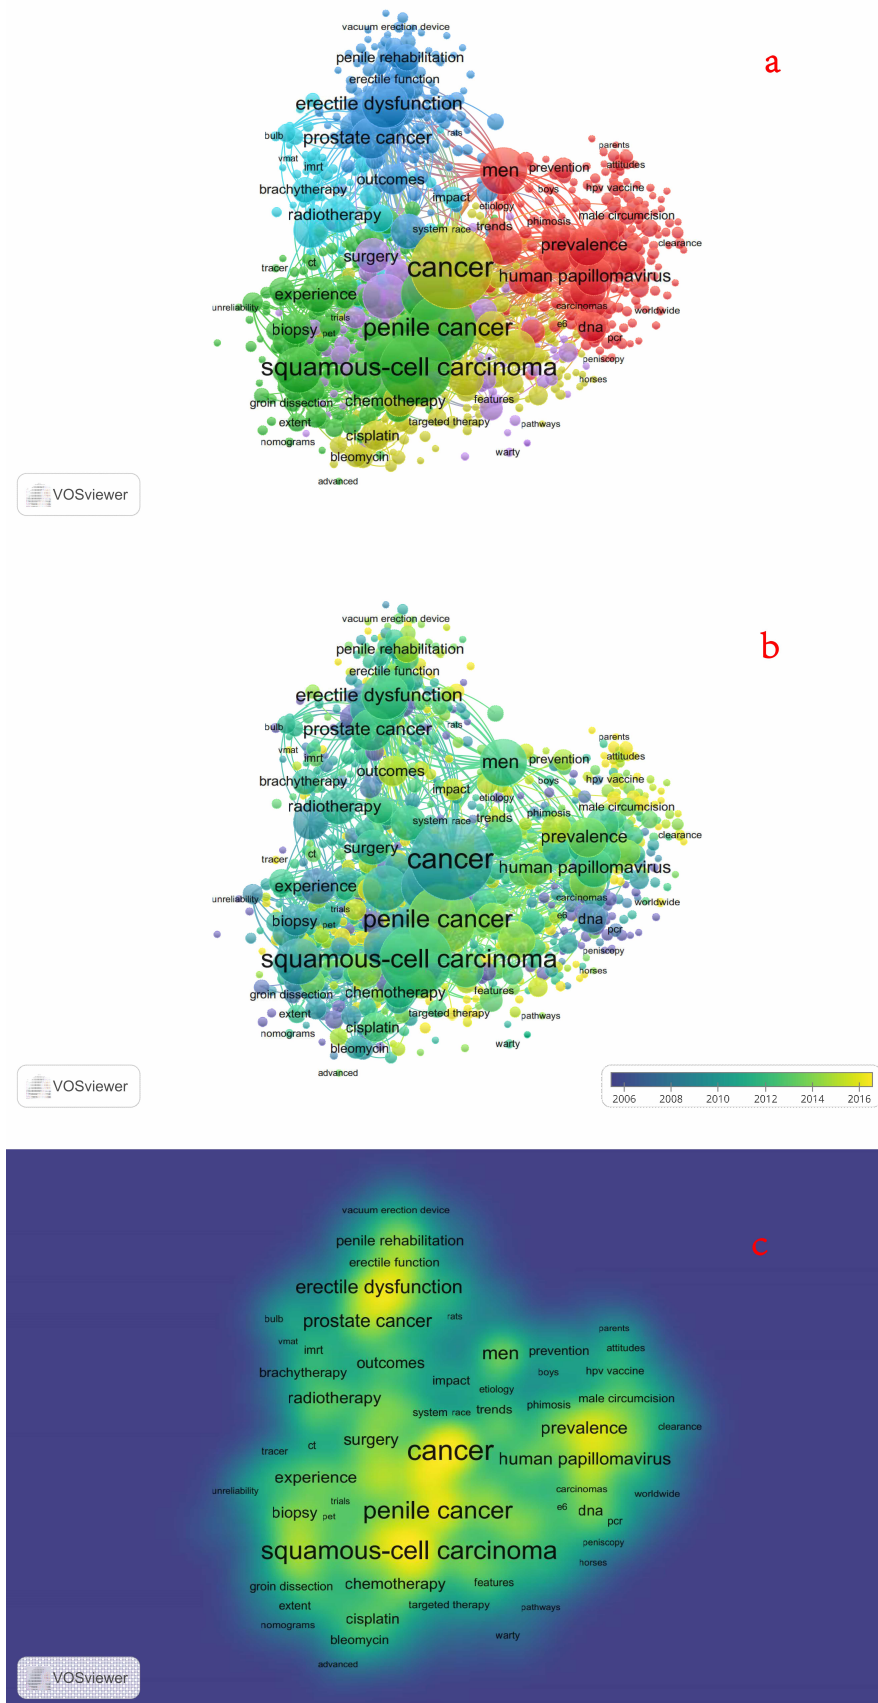 vacuum erection device
a
penile rehabilitation
erectile function
erectile dysfunction
bulb
prostate cancer
rats
parents
vmat
imrt
men
prevention
attitudes
outcomes
brachytherapy
impact
boys
hpv vaccine
etiology
radiotherapy
system
race
trends
phimosis
male circumcision
surgery
prevalence
clearance
tracer
ct
cancer
human papillomavirus
experience
unreliability
trials
carcinomas
worldwide
biopsy
pet
penile cancer
e6
dna
pcr
peniscopy
squamous-cell carcinoma
horses
groin dissection
chemotherapy
features
extent
targeted therapy
pathways
nomograms
cisplatin
bleomycin
warty
advanced
VOSviewer
vacuum erection device
b
penile rehabilitation
erectile function
erectile dysfunction
bulb
prostate cancer
rats
parents
vmat
imrt
men
prevention
attitudes
outcomes
brachytherapy
impact
boys
hpv vaccine
etiology
radiotherapy
system
race
trends
phimosis
male circumcision
surgery
prevalence
clearance
tracer
ct
cancer
human papillomavirus
experience
unreliability
trials
carcinomas
worldwide
biopsy
pet
penile cancer
e6
dna
pcr
peniscopy
squamous-cell carcinoma
horses
groin dissection
chemotherapy
features
extent
targeted therapy
pathways
nomograms
cisplatin
bleomycin
warty
advanced
VOSviewer
2006 2008 2010 2012 2014 2016
vacuum erection device
c
penile rehabilitation
erectile function
erectile dysfunction
bulb
prostate cancer
rats
parents
vmat
imrt
men
prevention
attitudes
outcomes
brachytherapy
impact
boys
hpv vaccine
etiology
radiotherapy
system
race
trends
phimosis
male circumcision
surgery
prevalence
clearance
tracer
ct
cancer
human papillomavirus
experience
unreliability
trials
carcinomas
worldwide
biopsy
pet
penile cancer
e6
dna
pcr
peniscopy
squamous-cell carcinoma
horses
groin dissection
chemotherapy
features
extent
targeted therapy
pathways
nomograms
cisplatin
bleomycin
warty
advanced
VOSviewer